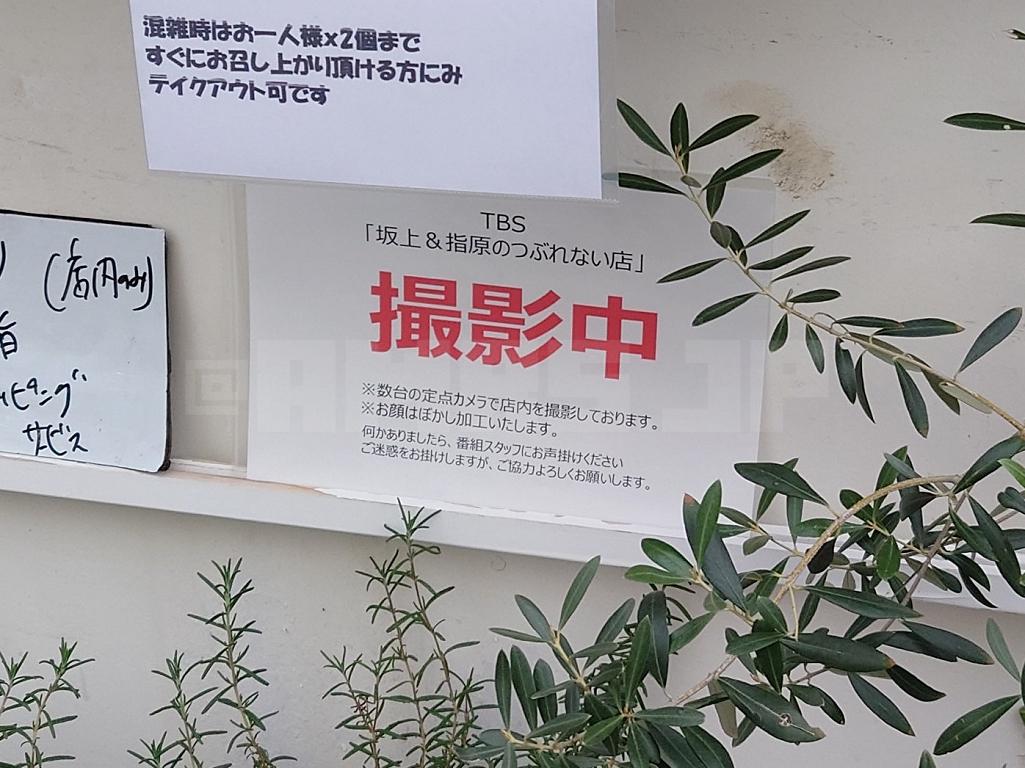 混雑時はお一人様x2個まで
すぐにお召し上がり頂ける方にみ
テイクアウト可です
TBS
「坂上＆指原のつぶれない店」
撮影中
※数台の定点カメラで店内を撮影しております。
※お顔はぼかし加工いたします。
何かありましたら、番組スタッフにお声掛けください
ご迷惑をお掛けしますが、ご協力よろしくお願いします。
(店内のみ)
ピング
サービス